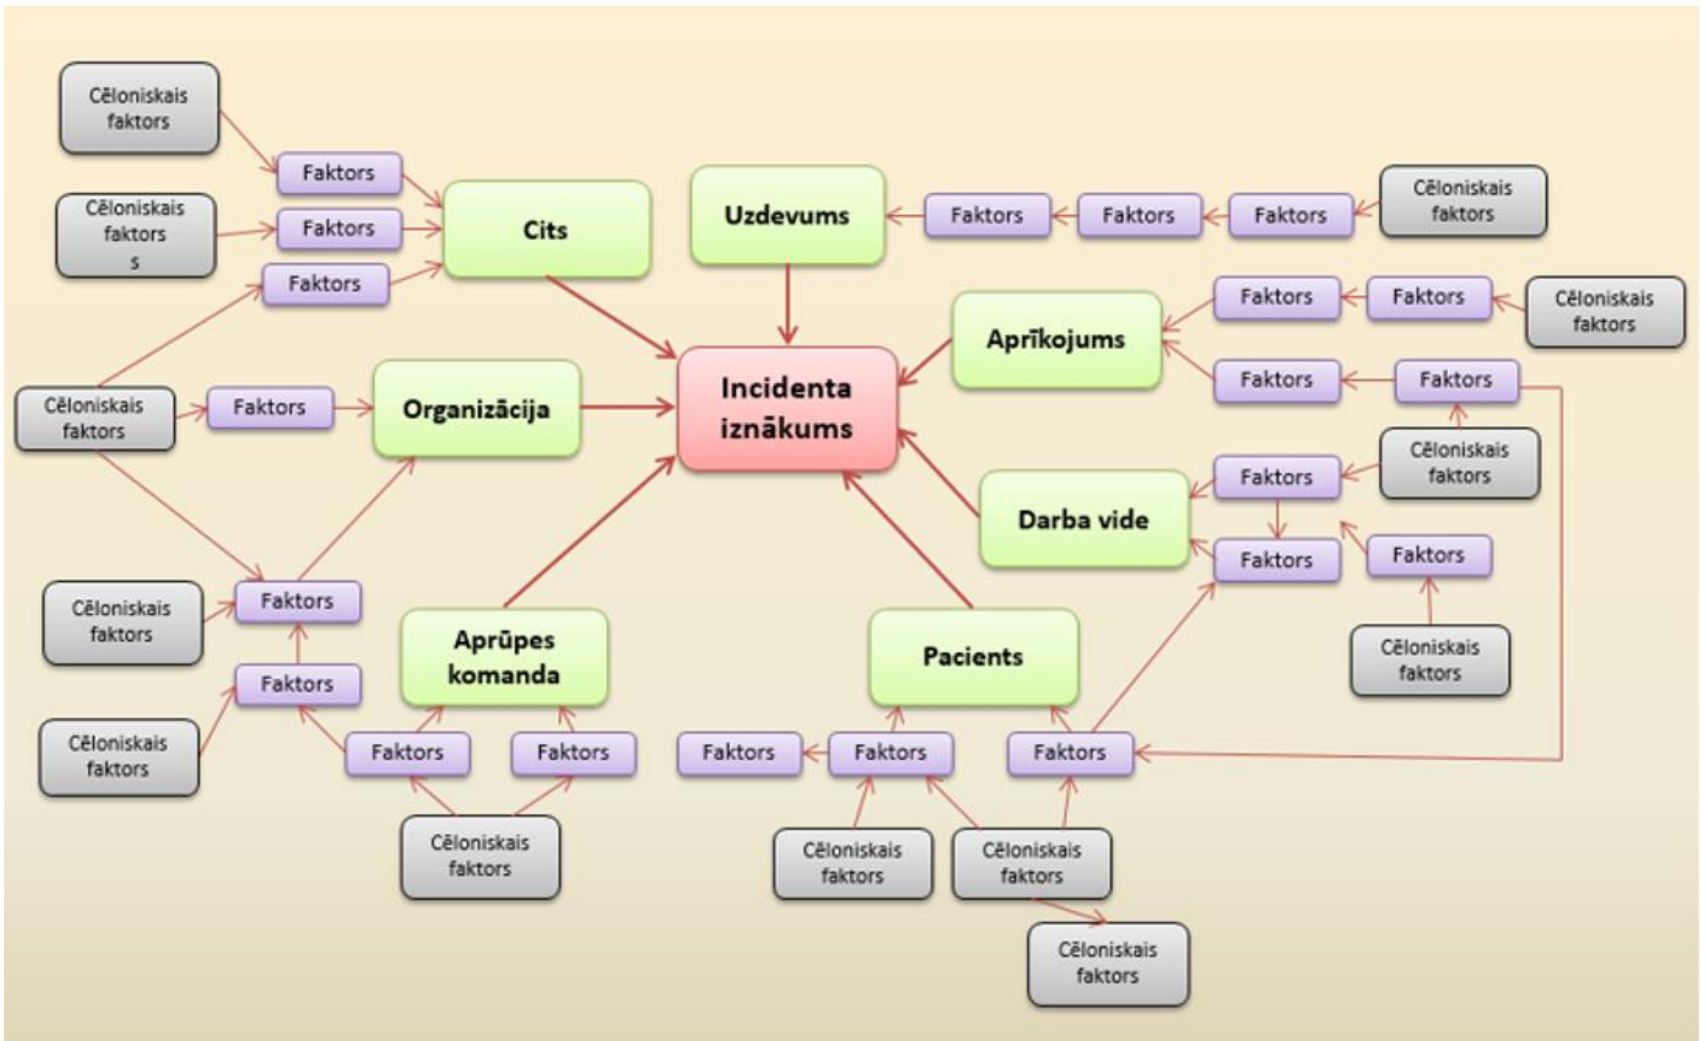 Cēloniskais
faktors
Faktors
Cēloniskais
faktors
s
Faktors
Faktors
Cits
Uzdevums
Faktors
Faktors
Faktors
Cēloniskais
faktors
Aprīkojums
Faktors
Faktors
Cēloniskais
faktors
Faktors
Faktors
Cēloniskais
faktors
Faktors
Organizācija
Incidenta
iznākums
Cēloniskais
faktors
Darba vide
Faktors
Faktors
Faktors
Cēloniskais
faktors
Cēloniskais
faktors
Faktors
Faktors
Cēloniskais
faktors
Aprūpes
komanda
Pacients
Faktors
Faktors
Faktors
Faktors
Faktors
Cēloniskais
faktors
Cēloniskais
faktors
Cēloniskais
faktors
Cēloniskais
faktors